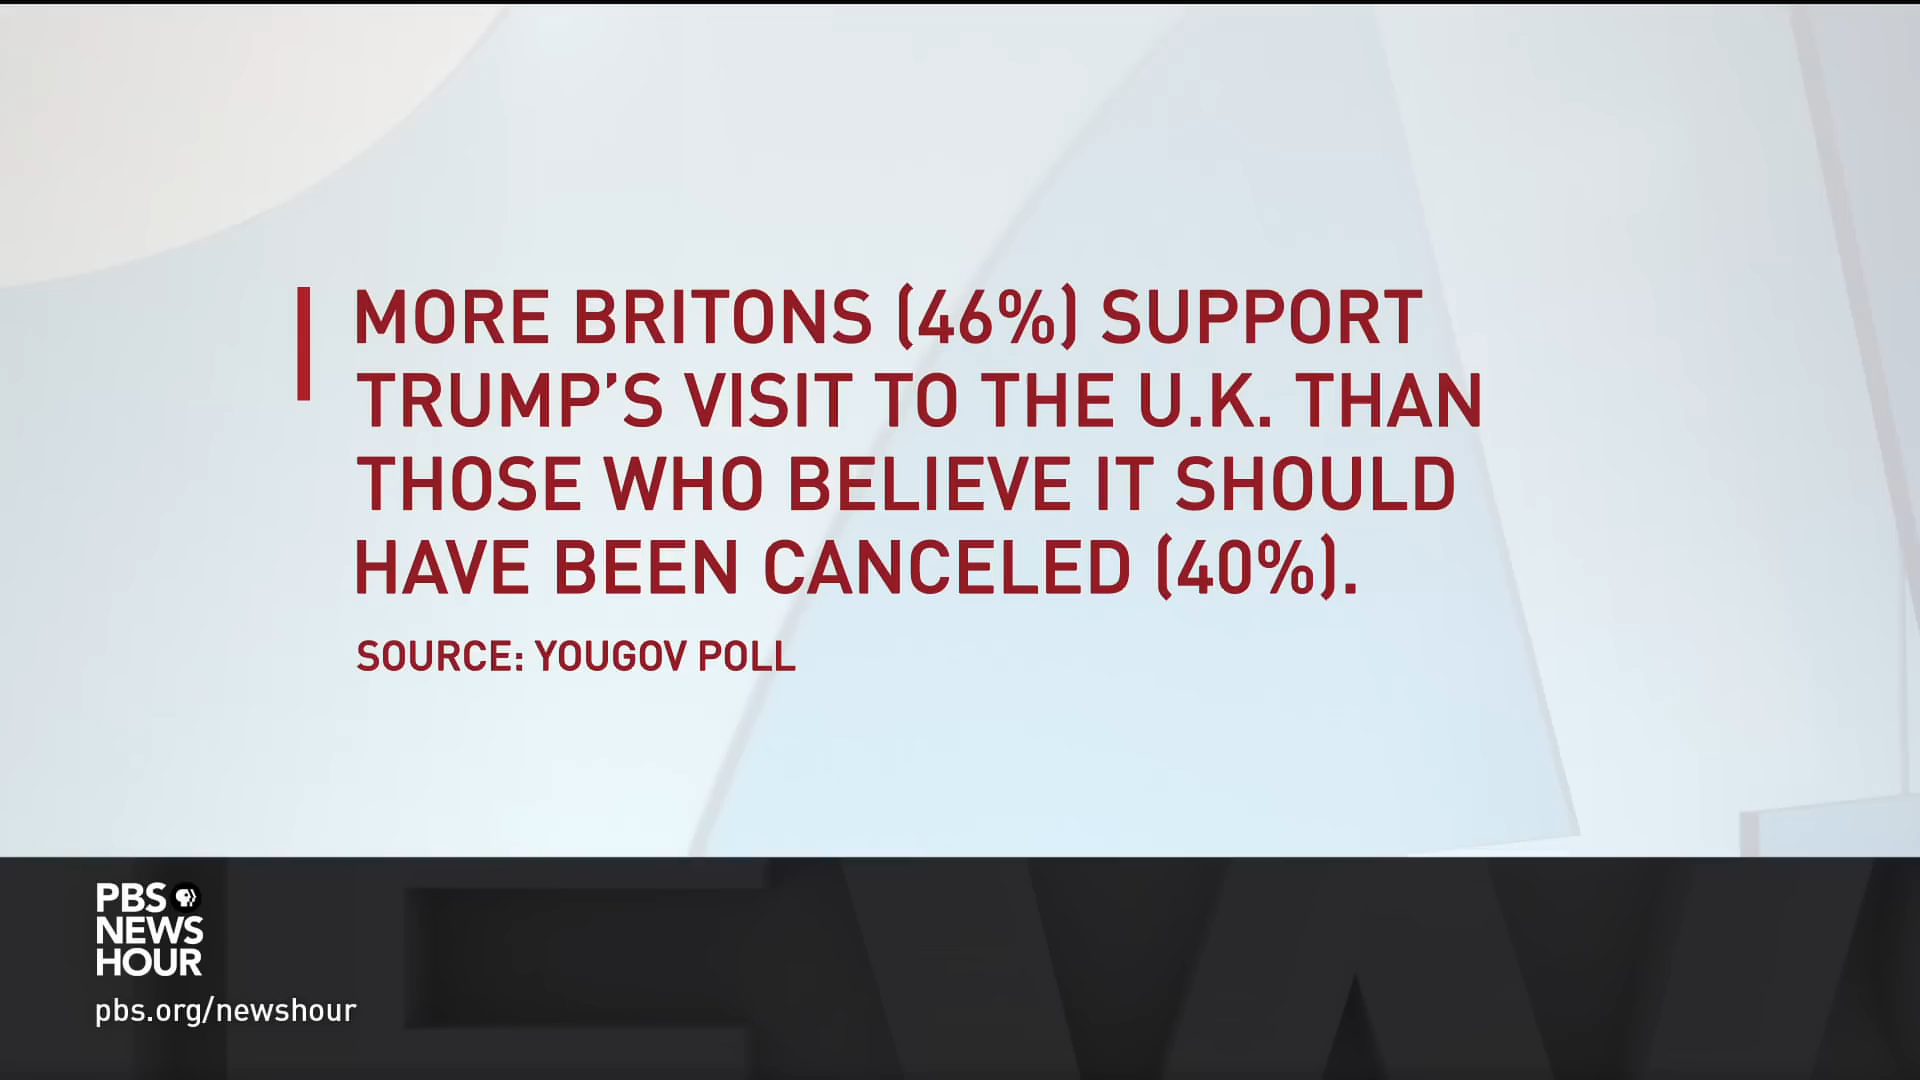 MORE BRITONS (46%) SUPPORT
TRUMP’S VISIT TO THE U.K. THAN
THOSE WHO BELIEVE IT SHOULD
HAVE BEEN CANCELED (40%).
SOURCE: YOUGOV POLL
PBS
NEWS
HOUR
pbs.org/newshour